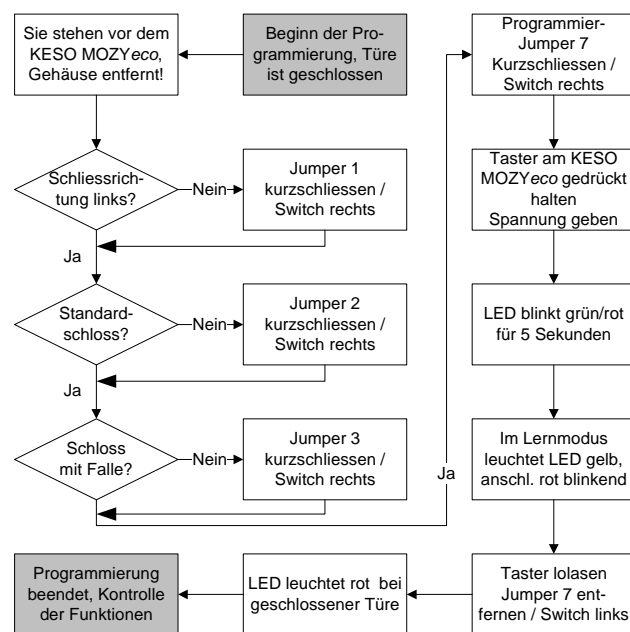 Sie stehen vor dem
KESO MOZYeco,
Gehäuse entfernt!
Beginn der Pro-
grammierung, Türe
ist geschlossen
Schliessrich-
tung links?
Nein
Jumper 1
kurzschliessen /
Switch rechts
Ja
Standard-
schloss?
Nein
Jumper 2
kurzschliessen /
Switch rechts
Ja
Schloss
mit Falle?
Nein
Jumper 3
kurzschliessen /
Switch rechts
Ja
Programmier-
Jumper 7
Kurzschliessen /
Switch rechts
Taster am KESO
MOZYeco gedrückt
halten
Spannung geben
LED blinkt grün/rot
für 5 Sekunden
Im Lernmodus
leuchtet LED gelb,
anschl. rot blinkend
Taster lolasen
Jumper 7 ent-
fernen / Switch links
LED leuchtet rot bei
geschlossener Türe
Programmierung
beendet, Kontrolle
der Funktionen